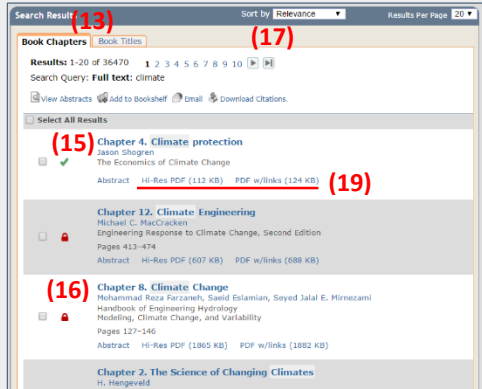 Search Results Sort by Relevance Results Per Page 20
(13)
Book Chapters Book Titles
(17)
Results: 1-20 of 36470 1 2 3 4 5 6 7 8 9 10
Search Query: Full text: climate
View Abstracts Add to Bookshelf Email Download Citations.
Select All Results
(15)
Chapter 4. Climate protection
Jason Shogren
The Economics of Climate Change
Abstract Hi-Res PDF (112 KB) PDF w/links (124 KB)
(19)
Chapter 12. Climate Engineering
Michael C. MacCracken
Engineering Response to Climate Change, Second Edition
Pages 413-474
Abstract Hi-Res PDF (607 KB) PDF w/links (688 KB)
(16)
Chapter 8. Climate Change
Mohammad Reza Farzaneh, Saeid Eslamian, Seyed Jalal E. Mirnezami
Handbook of Engineering Hydrology
Modeling, Climate Change, and Variability
Pages 127-146
Abstract Hi-Res PDF (1865 KB) PDF w/links (1882 KB)
Chapter 2. The Science of Changing Climates
H. Hengeveld